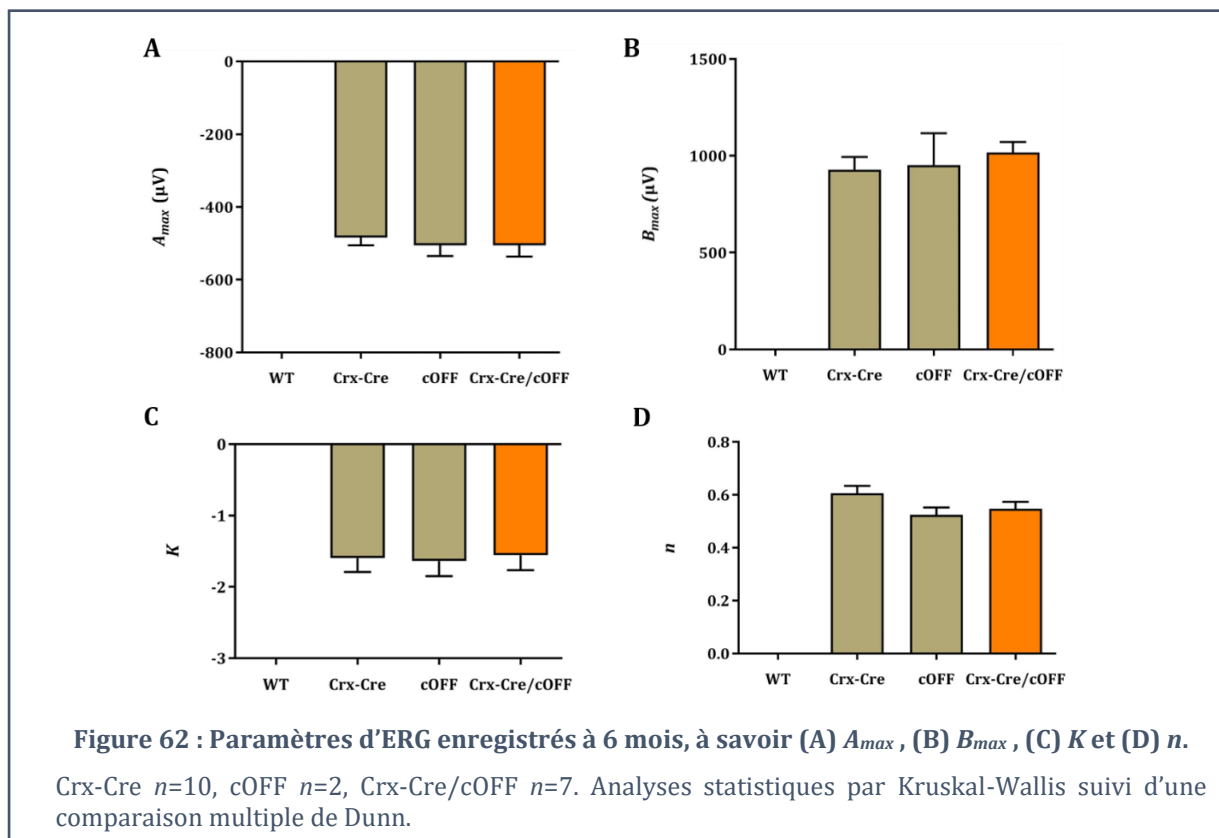 A
0
-200
-400
-600
-800
Amax (µV)
WT Crx-Cre cOFF Crx-Cre/cOFF
B
1500
1000
500
0
Bmax (µV)
WT Crx-Cre cOFF Crx-Cre/cOFF
C
0
-1
-2
-3
K
WT Crx-Cre cOFF Crx-Cre/cOFF
D
0.8
0.6
0.4
0.2
0.0
n
WT Crx-Cre cOFF Crx-Cre/cOFF
Figure 62 : Paramètres d’ERG enregistrés à 6 mois, à savoir (A) Amax , (B) Bmax , (C) K et (D) n.
Crx-Cre n=10, cOFF n=2, Crx-Cre/cOFF n=7. Analyses statistiques par Kruskal-Wallis suivi d’une
comparaison multiple de Dunn.